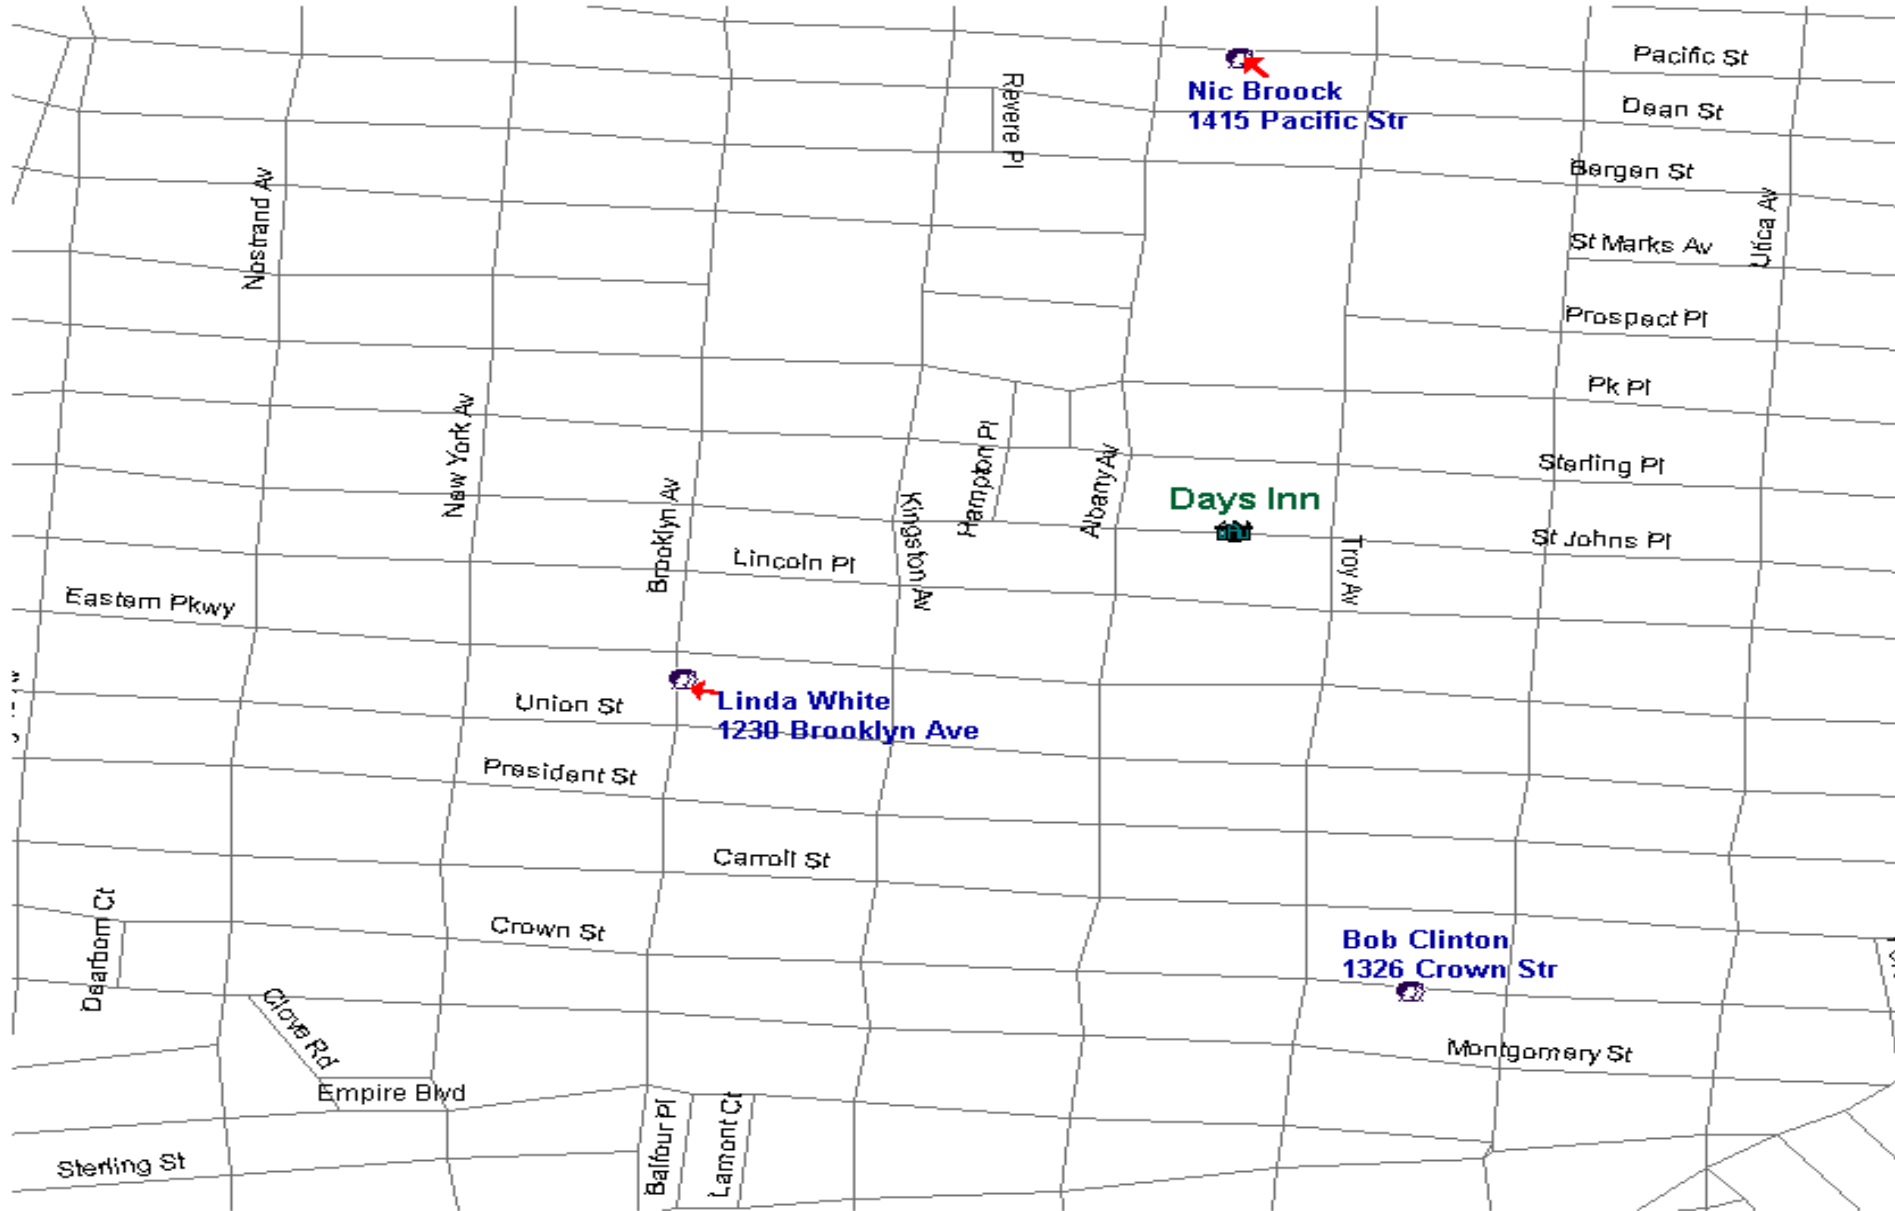 Pacific St
Nic Broock
1415 Pacific Str
Revere Pl
Dean St
Bergen St
Nostrand Av
Utica Av
St Marks Av
Prospect Pl
Pk Pl
New York Av
Hampton Pl
Albany Av
Sterling Pl
Brooklyn Av
Kingston Av
Days Inn
St Johns Pl
Lincoln Pl
Troy Av
Eastern Pkwy
Linda White
1230 Brooklyn Ave
Union St
President St
Carroll St
Dearborn Ct
Crown St
Bob Clinton
1326 Crown Str
Clove Rd
Montgomery St
Empire Blvd
Balfour Pl
Lamont Ct
Sterling St